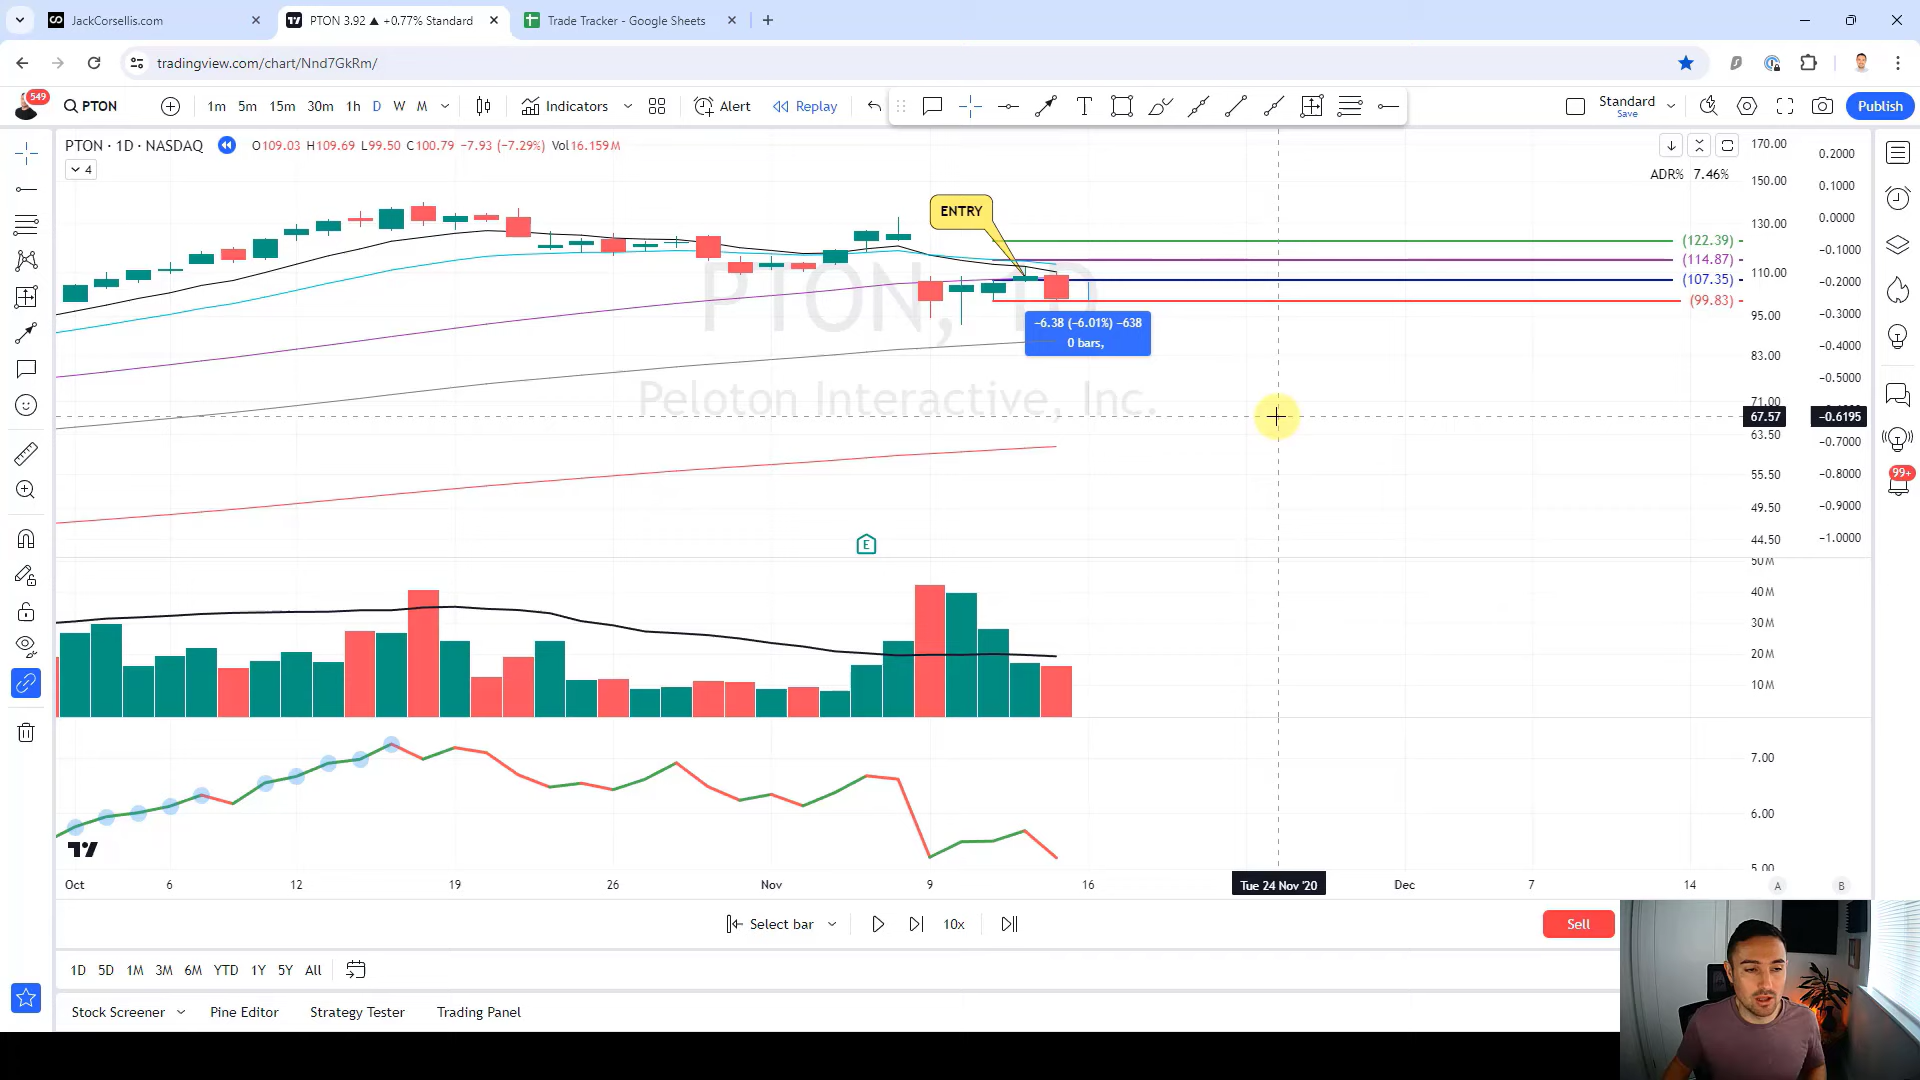 JackCorsellis.com
PTON 3.92 ▲ +0.77% Standard
Trade Tracker - Google Sheets
tradingview.com/chart/Nnd7GkRm/
549
PTON
1m 5m 15m 30m 1h D W M
Indicators
Alert
Replay
Standard
Save
Publish
PTON · 1D · NASDAQ
O109.03 H109.69 L99.50 C100.79 −7.93 (−7.29%) Vol16.159M
4
ADR% 7.46%
ENTRY
PTON, 1D
Peloton Interactive, Inc.
−6.38 (−6.01%) −638
0 bars,
(122.39)
(114.87)
(107.35)
(99.83)
170.00
150.00
130.00
110.00
95.00
83.00
71.00
67.57
63.50
55.50
49.50
44.50
0.2000
0.1000
0.0000
−0.1000
−0.2000
−0.3000
−0.4000
−0.5000
−0.6195
−0.7000
−0.8000
−0.9000
−1.0000
99+
E
50M
40M
30M
20M
10M
7.00
6.00
5.00
Oct 6 12 19 26 Nov 9 16 Tue 24 Nov '20 Dec 7 14
A B
Select bar
10x
Sell
1D 5D 1M 3M 6M YTD 1Y 5Y All
Stock Screener Pine Editor Strategy Tester Trading Panel